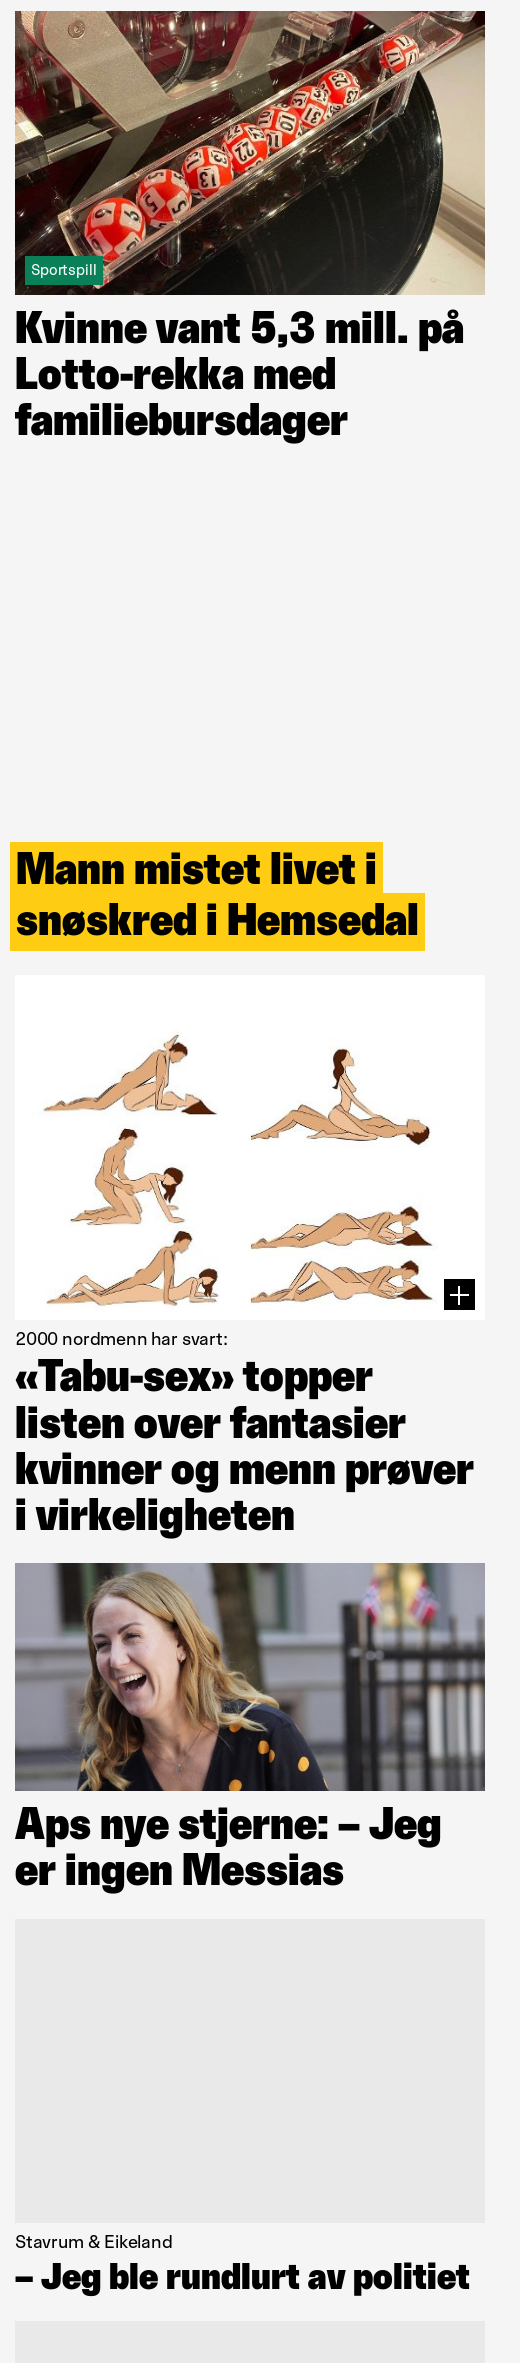 Sportspill
Kvinne vant 5,3 mill. på
Lotto-rekka med
familiebursdager
Mann mistet livet i
snøskred i Hemsedal
2000 nordmenn har svart:
«Tabu-sex» topper
listen over fantasier
kvinner og menn prøver
i virkeligheten
Aps nye stjerne: – Jeg
er ingen Messias
Stavrum & Eikeland
– Jeg ble rundlurt av politiet